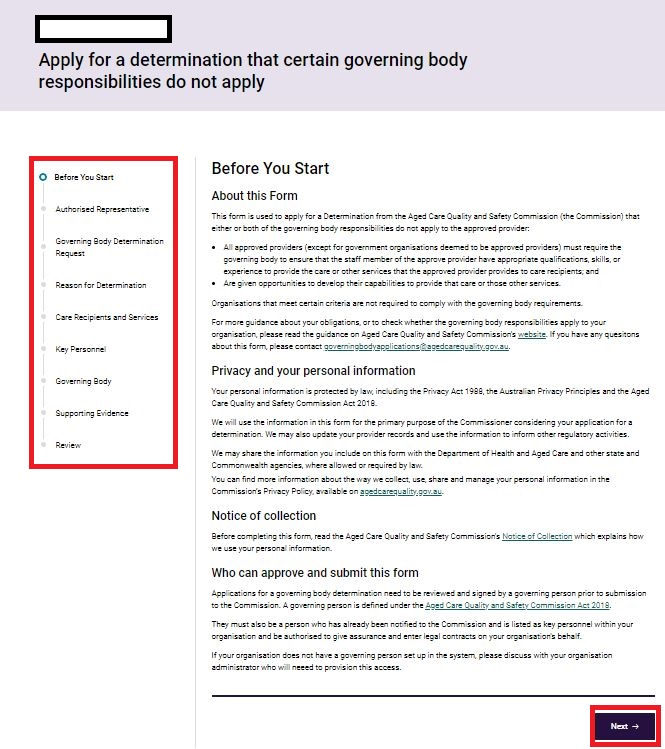 Apply for a determination that certain governing body
responsibilities do not apply
Before You Start
Authorised Representative
Governing Body Determination
Request
Reason for Determination
Care Recipients and Services
Key Personnel
Governing Body
Supporting Evidence
Review
Before You Start
About this Form
This form is used to apply for a Determination from the Aged Care Quality and Safety Commission (the Commission) that
either or both of the governing body responsibilities do not apply to the approved provider:
• All approved providers (except for government organisations deemed to be approved providers) must require the
governing body to ensure that the staff member of the approve provider have appropriate qualifications, skills, or
experience to provide the care or other services that the approved provider provides to care recipients; and
• Are given opportunities to develop their capabilities to provide that care or those other services.
Organisations that meet certain criteria are not required to comply with the governing body requirements.
For more guidance about your obligations, or to check whether the governing body responsibilities apply to your
organisation, please read the guidance on Aged Care Quality and Safety Commission's website. If you have any quesitons
about this form, please contact governingbodyapplications@agedcarequality.gov.au.
Privacy and your personal information
Your personal information is protected by law, including the Privacy Act 1988, the Australian Privacy Principles and the Aged
Care Quality and Safety Commission Act 2018.
We will use the information in this form for the primary purpose of the Commissioner considering your application for a
determination. We may also update your provider records and use the information to inform other regulatory activities.
We may share the information you include on this form with the Department of Health and Aged Care and other state and
Commonwealth agencies, where allowed or required by law.
You can find more information about the way we collect, use, share and manage your personal information in the
Commission's Privacy Policy, available on agedcarequality.gov.au.
Notice of collection
Before completing this form, read the Aged Care Quality and Safety Commission's Notice of Collection which explains how
we use your personal information.
Who can approve and submit this form
Applications for a governing body determination need to be reviewed and signed by a governing person prior to submission
to the Commission. A governing person is defined under the Aged Care Quality and Safety Commission Act 2018.
They must also be a person who has already been notified to the Commission and is listed as key personnel within your
organisation and be authorised to give assurance and enter legal contracts on your organisation's behalf.
If your organisation does not have a governing person set up in the system, please discuss with your organisation
administrator who will need to provision this access.
Next →